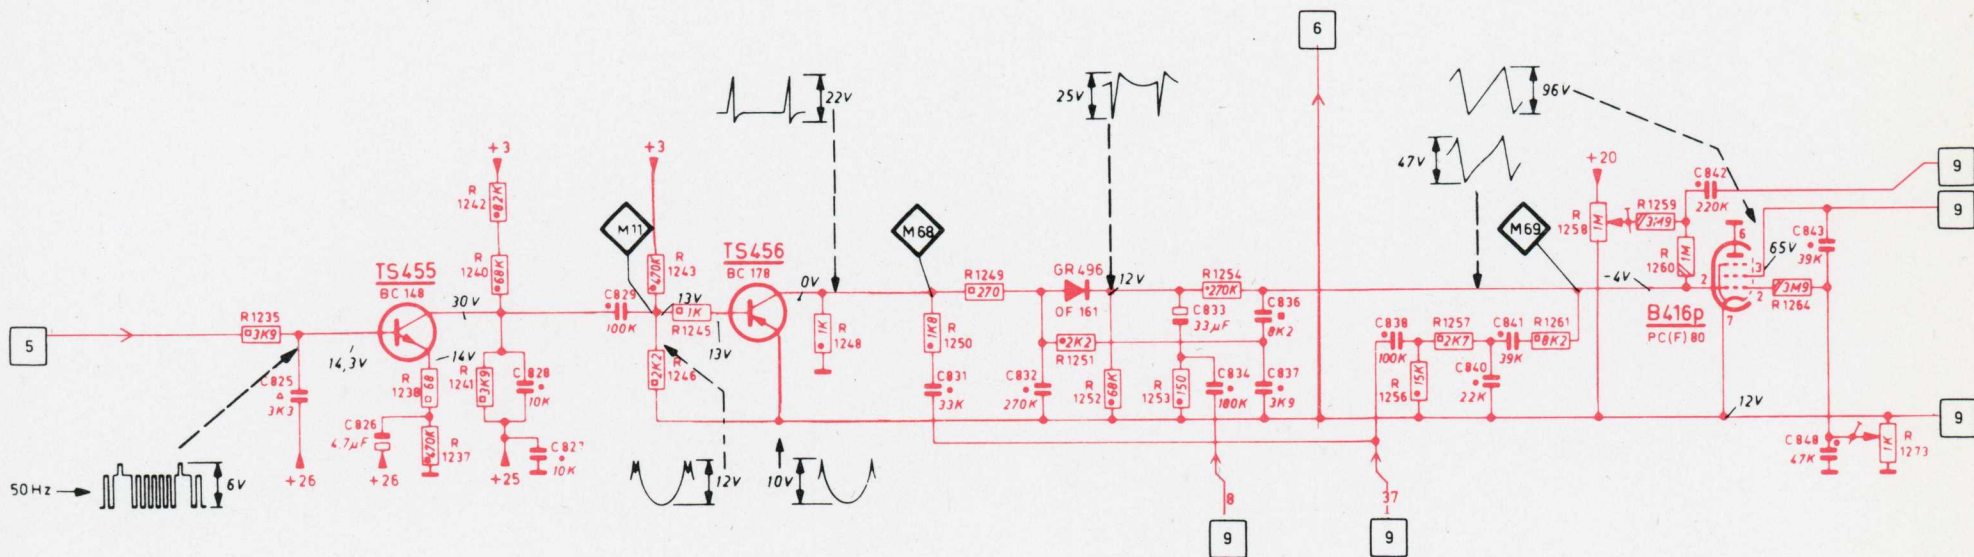 6
22V
25V
96V
47V
+3
+3
+20
C842
220K
9
9
R
1242
82K
M11
M68
M69
R
1258
1M
R1259
3M9
6
R
1260
1M
65V
3
2
2
7
C843
39K
3M9
R1264
TS455
BC 148
R
1240
68K
R
1243
470K
TS456
BC 178
0V
R1249
270
GR496
OF 161
12V
R1254
270K
-4V
B416p
PC(F)80
5
R1235
3K9
14,3V
30V
14V
C829
100K
13V
1K
R1245
13V
1K
R
1248
1K8
R
1250
2K2
R1251
C833
33µF
C836
8K2
C838
100K
R1257
2K7
C841
39K
R1261
8K2
C825
3K3
R
1238
68
R
1241
3K9
C828
10K
2K2
R
1246
C831
33K
C832
270K
R
1252
68K
R
1253
150
C834
100K
C837
3K9
R
1256
15K
C840
22K
12V
9
C826
4.7µF
470K
R
1237
C827
10K
+26
+26
+25
C848
47K
1K
R
1273
50Hz
6V
12V
10V
8
37
9
9